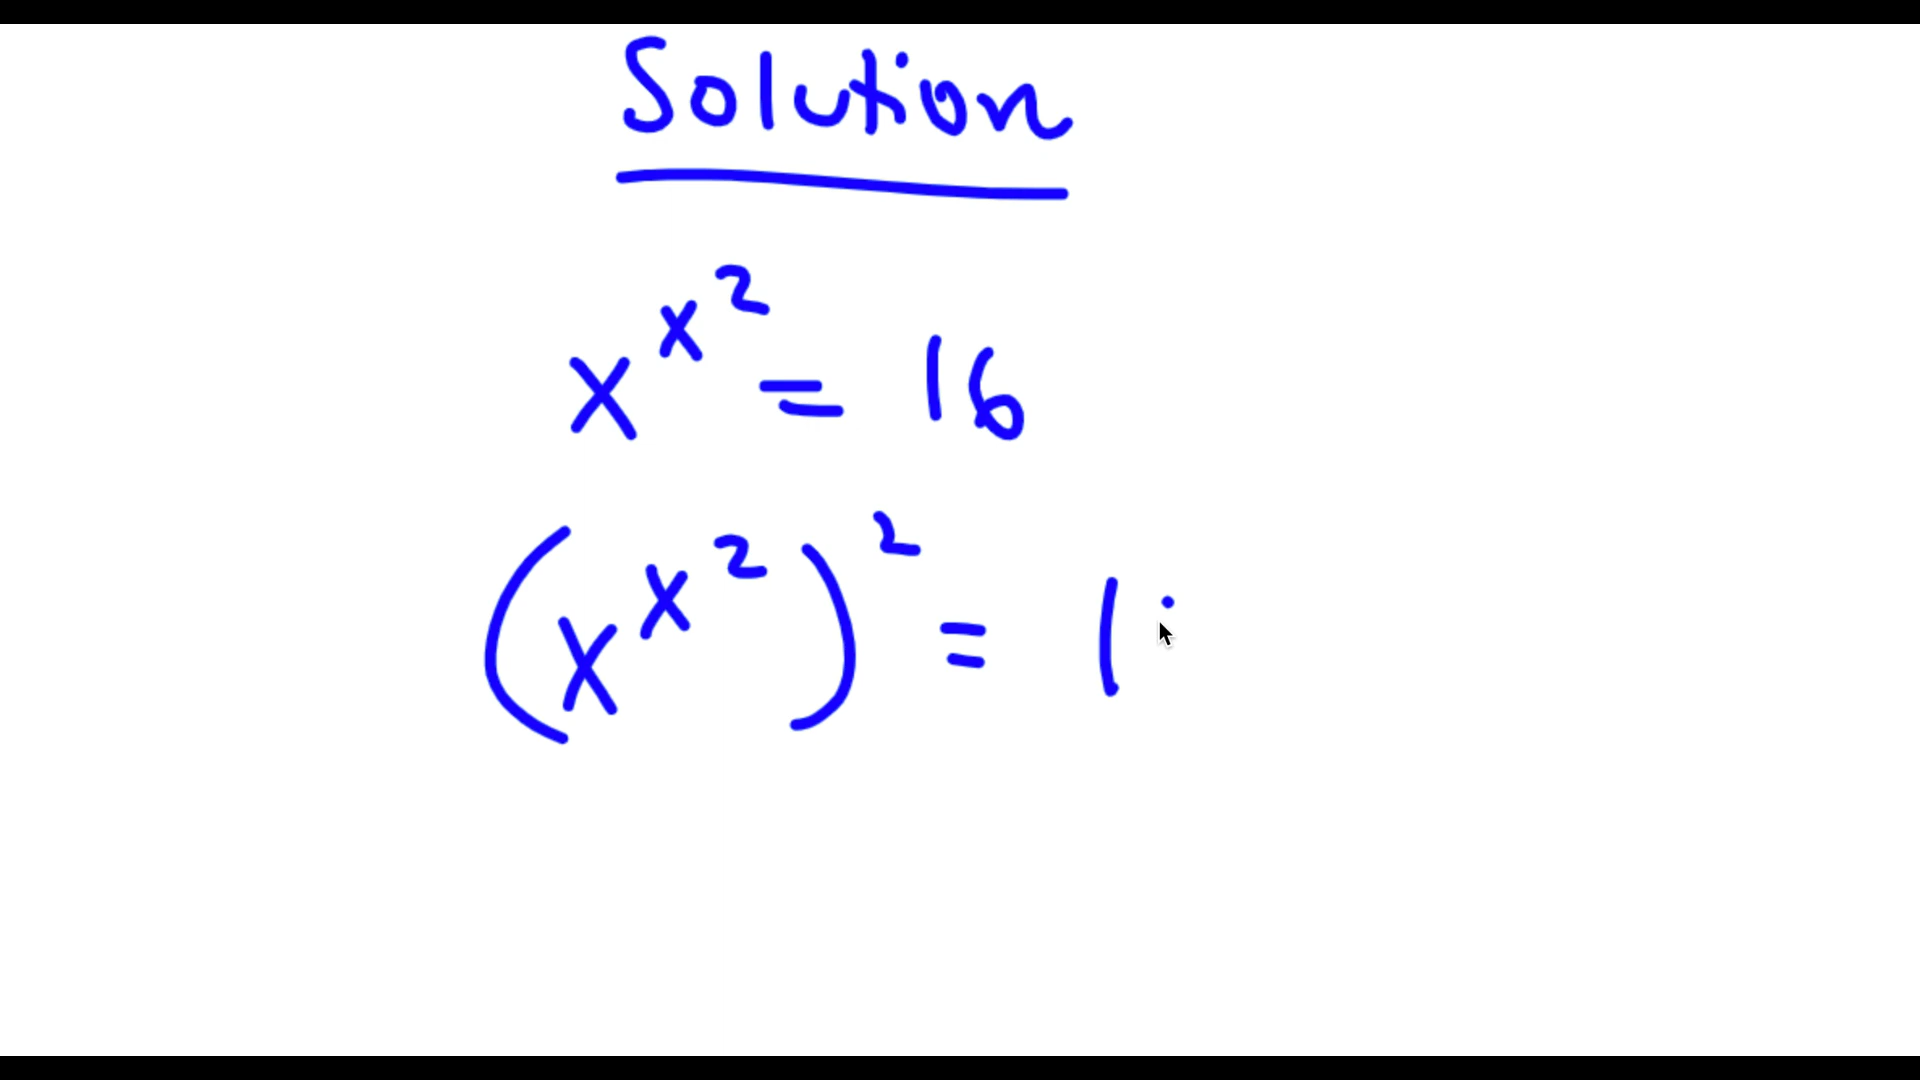 Solution
x^x^2 = 16
(x^x^2)^2 = 1